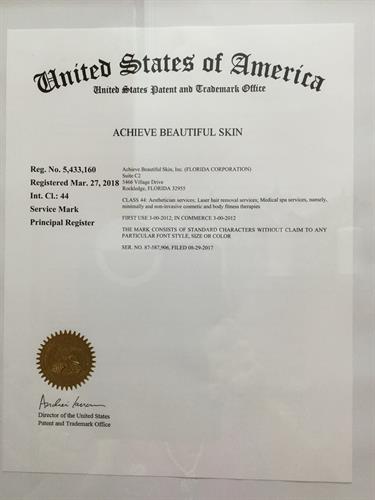 United States of America
United States Patent and Trademark Office
ACHIEVE BEAUTIFUL SKIN
Reg. No. 5,433,160
Registered Mar. 27, 2018
Int. Cl.: 44
Service Mark
Principal Register
Achieve Beautiful Skin, Inc. (FLORIDA CORPORATION)
Suite C2
5466 Village Drive
Rockledge, FLORIDA 32955
CLASS 44: Aesthetician services; Laser hair removal services; Medical spa services, namely,
minimally and non-invasive cosmetic and body fitness therapies
FIRST USE 3-00-2012; IN COMMERCE 3-00-2012
THE MARK CONSISTS OF STANDARD CHARACTERS WITHOUT CLAIM TO ANY
PARTICULAR FONT STYLE, SIZE OR COLOR
SER. NO. 87-587,906, FILED 08-29-2017
Director of the United States
Patent and Trademark Office